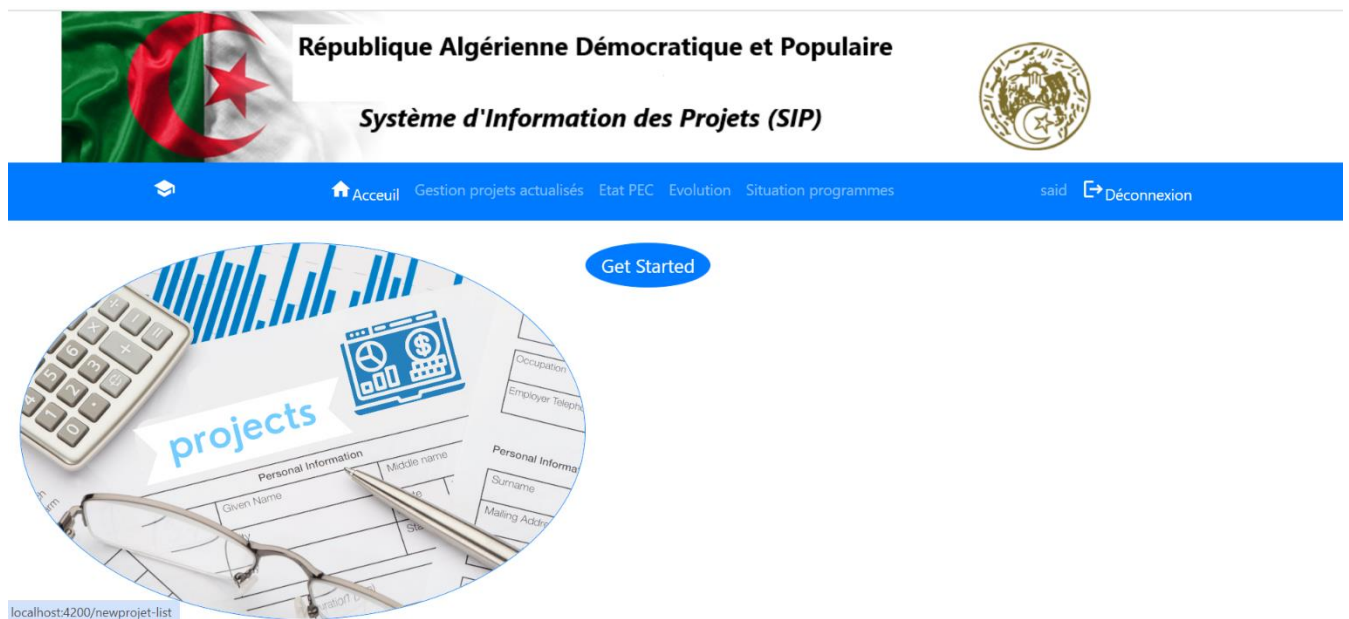 République Algérienne Démocratique et Populaire
Système d'Information des Projets (SIP)
Acceuil Gestion projets actualisés Etat PEC Evolution Situation programmes said Déconnexion
Get Started
projects
Occupation
Employer Teleph
Personal Information
Given Name
Middle name
Personal Informa
Surname
Mailing Addre
localhost:4200/newprojet-list